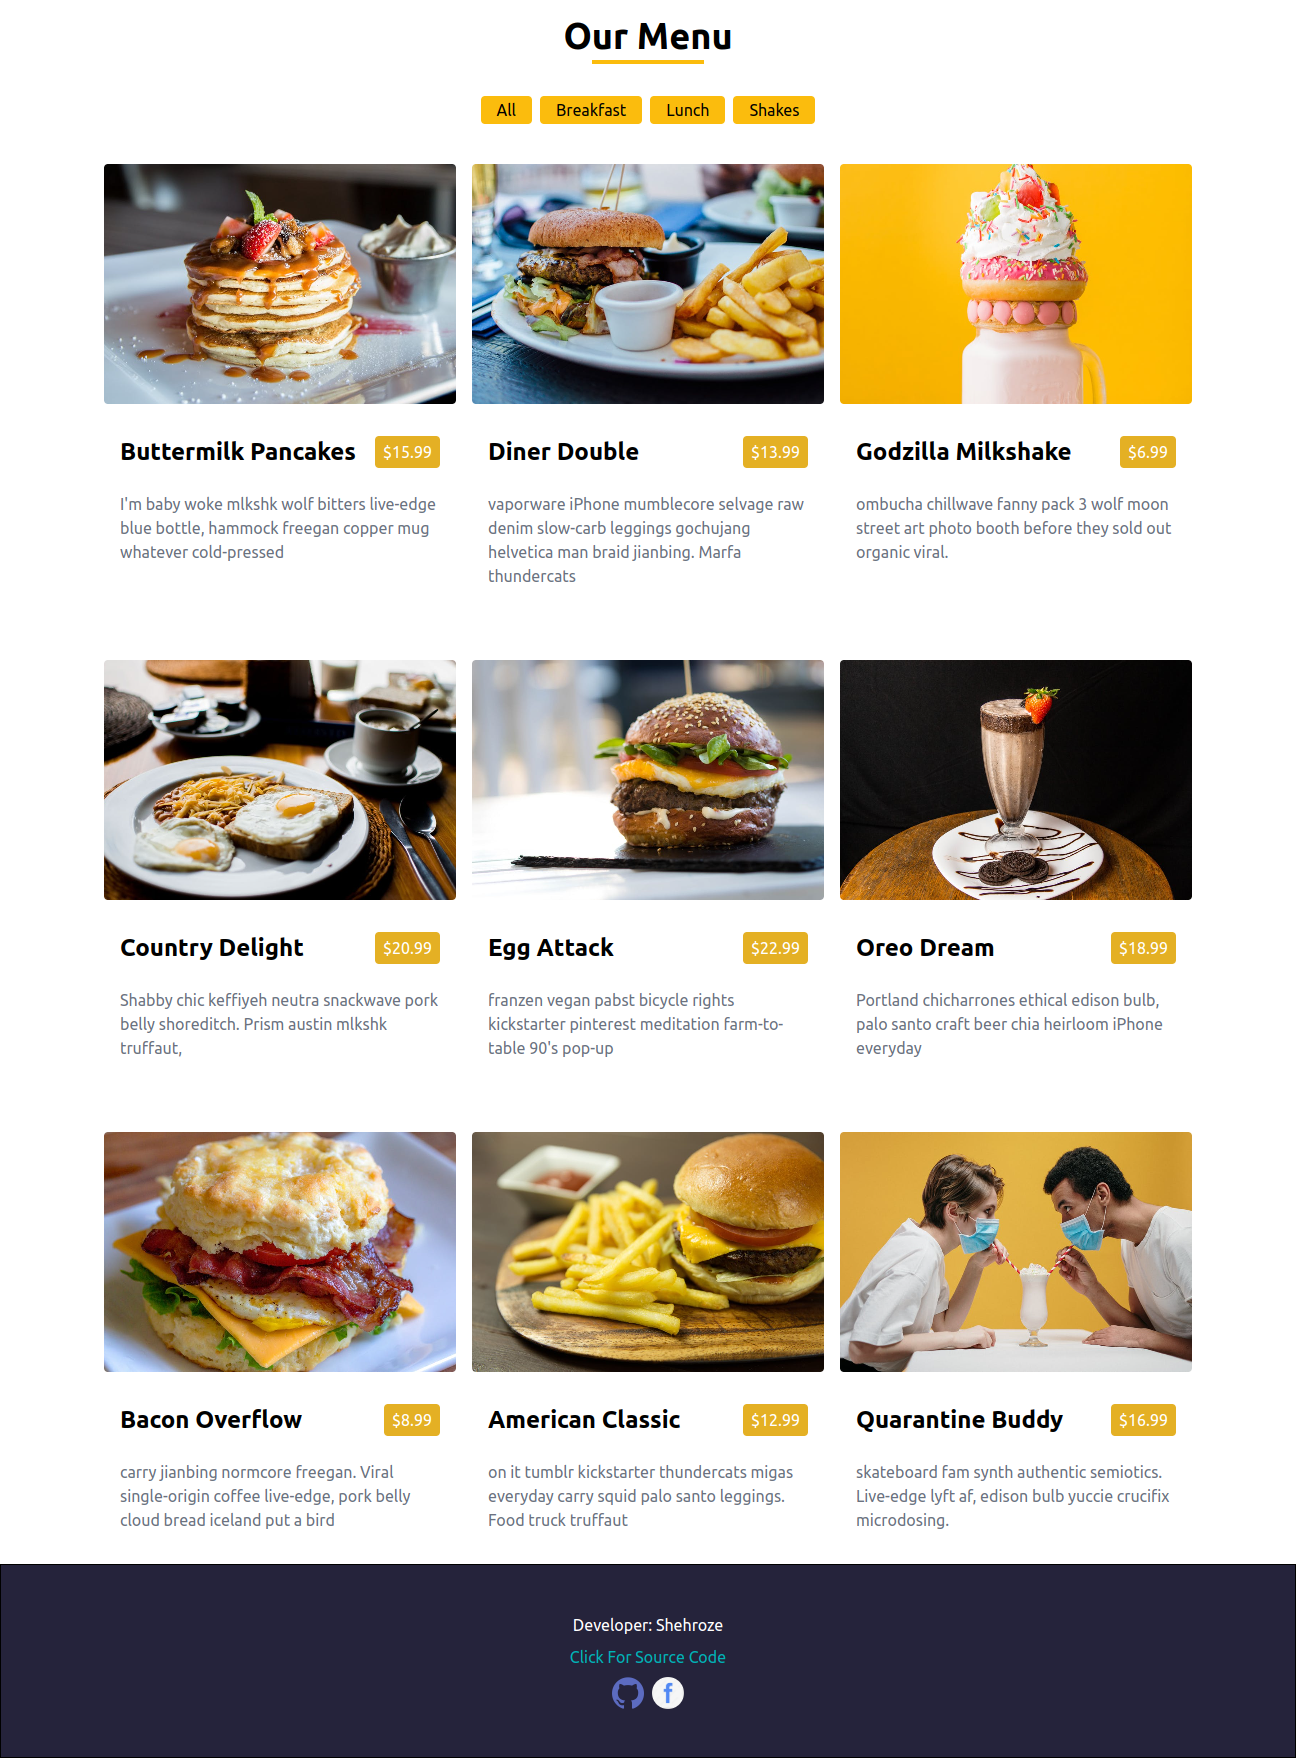 Our Menu
All
Breakfast
Lunch
Shakes
Buttermilk Pancakes
$15.99
I'm baby woke mlkshk wolf bitters live-edge
blue bottle, hammock freegan copper mug
whatever cold-pressed
Diner Double
$13.99
vaporware iPhone mumblecore selvage raw
denim slow-carb leggings gochujang
helvetica man braid jianbing. Marfa
thundercats
Godzilla Milkshake
$6.99
ombucha chillwave fanny pack 3 wolf moon
street art photo booth before they sold out
organic viral.
Country Delight
$20.99
Shabby chic keffiyeh neutra snackwave pork
belly shoreditch. Prism austin mlkshk
truffaut,
Egg Attack
$22.99
franzen vegan pabst bicycle rights
kickstarter pinterest meditation farm-to-
table 90's pop-up
Oreo Dream
$18.99
Portland chicharrones ethical edison bulb,
palo santo craft beer chia heirloom iPhone
everyday
Bacon Overflow
$8.99
carry jianbing normcore freegan. Viral
single-origin coffee live-edge, pork belly
cloud bread iceland put a bird
American Classic
$12.99
on it tumblr kickstarter thundercats migas
everyday carry squid palo santo leggings.
Food truck truffaut
Quarantine Buddy
$16.99
skateboard fam synth authentic semiotics.
Live-edge lyft af, edison bulb yuccie crucifix
microdosing.
Developer: Shehroze
Click For Source Code